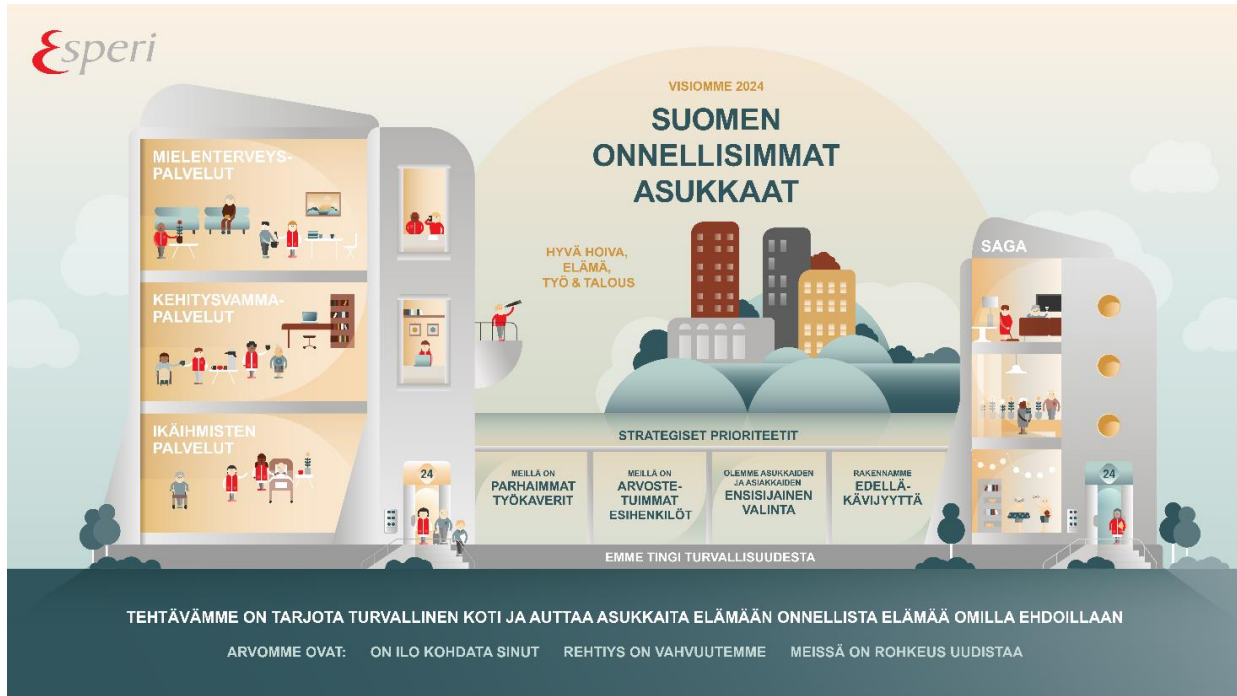 Esperi
VISIOMME 2024
SUOMEN
ONNELLISIMMAT
ASUKKAAT
HYVÄ HOIVA,
ELÄMÄ,
TYÖ & TALOUS
MIELENTERVEYS-
PALVELUT
KEHITYSVAMMA-
PALVELUT
IKÄIHMISTEN
PALVELUT
24
SAGA
24
STRATEGISET PRIORITEETIT
MEILLÄ ON
PARHAIMMAT
TYÖKAVERIT
MEILLÄ ON
ARVOSTE-
TUIMMAT
ESIHENKILÖT
OLEMME ASUKKAIDEN
JA ASIAKKAIDEN
ENSISIJAINEN
VALINTA
RAKENNAMME
EDELLÄ-
KÄVIJYYTTÄ
EMME TINGI TURVALLISUUDESTA
TEHTÄVÄMME ON TARJOTA TURVALLINEN KOTI JA AUTTAA ASUKKAITA ELÄMÄÄN ONNELLISTA ELÄMÄÄ OMILLA EHDOILLAAN
ARVOMME OVAT: ON ILO KOHDATA SINUT REHTIYS ON VAHVUUTEMME MEISSÄ ON ROHKEUS UUDISTAA